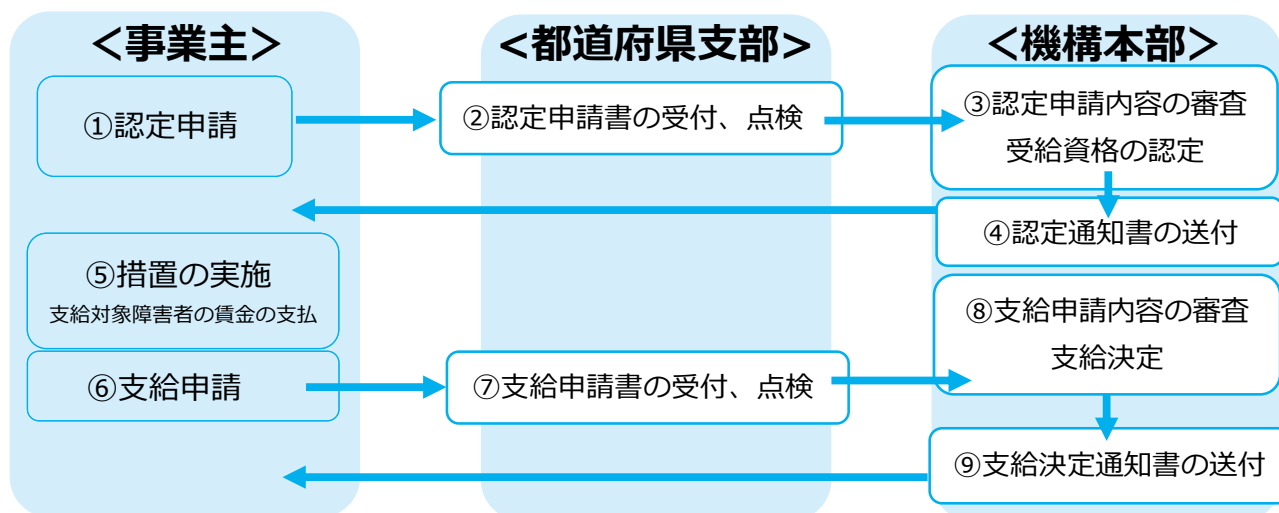 ＜事業主＞
<都道府県支部>
＜機構本部＞
①認定申請
②認定申請書の受付、点検
③認定申請内容の審査
受給資格の認定
④認定通知書の送付
⑤措置の実施
支給対象障害者の賃金の支払
⑥支給申請
⑦支給申請書の受付、点検
⑧支給申請内容の審査
支給決定
⑨支給決定通知書の送付